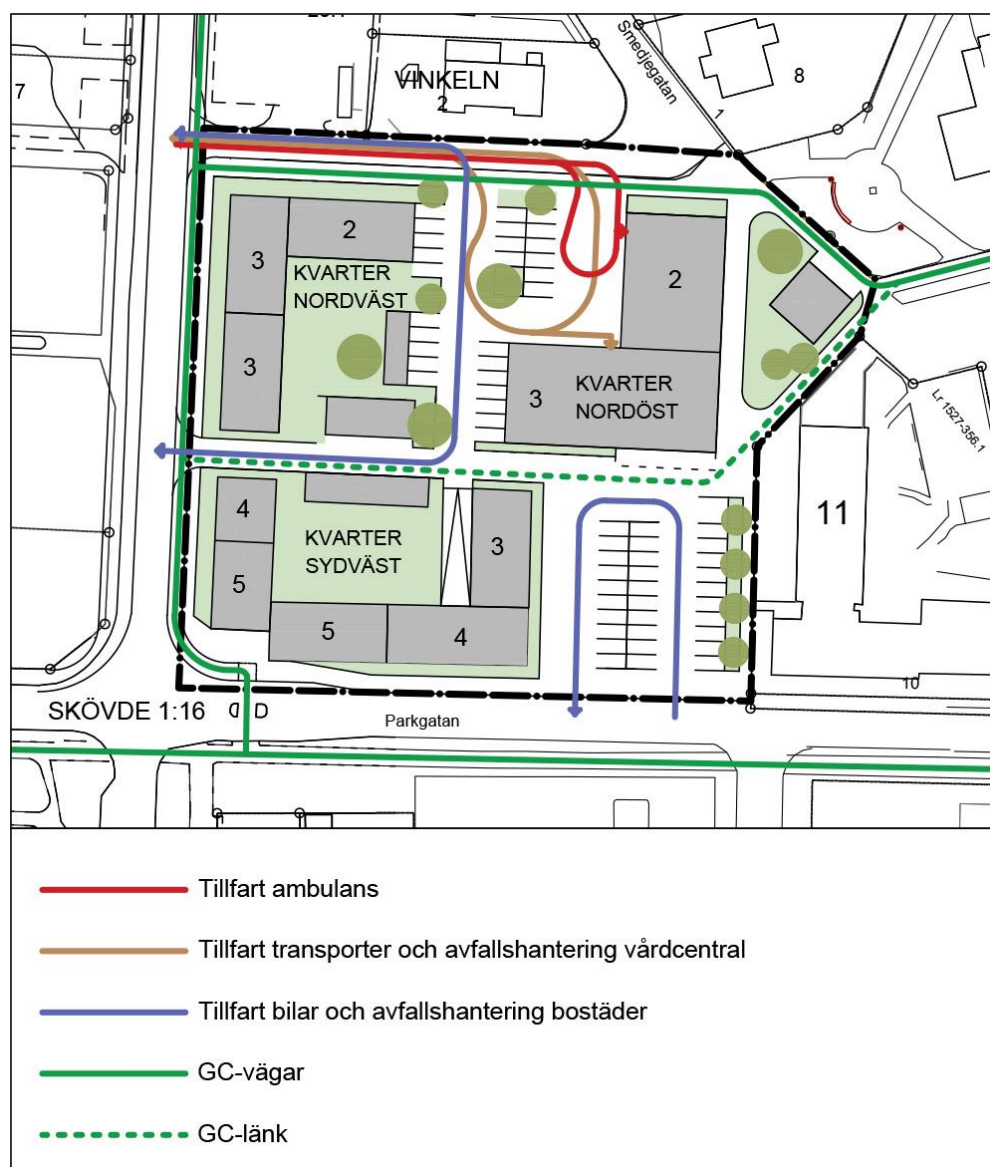 7
VINKELN
2
Smedjegatan
1
8
2
3
KVARTER
NORDVÄST
3
2
3
KVARTER
NORDÖST
Lr 1527-356.1
11
4
KVARTER
SYDVÄST
3
5
5
4
10
SKÖVDE 1:16
Parkgatan
Tillfart ambulans
Tillfart transporter och avfallshantering vårdcentral
Tillfart bilar och avfallshantering bostäder
GC-vägar
GC-länk